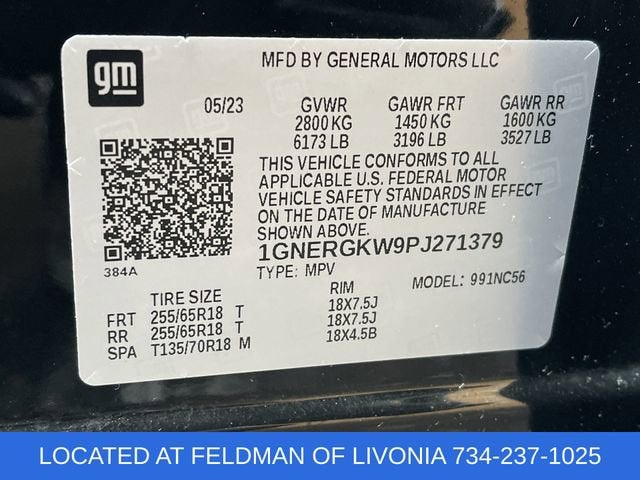 gm
MFD BY GENERAL MOTORS LLC
05/23 GVWR GAWR FRT GAWR RR
2800 KG 1450 KG 1600 KG
6173 LB 3196 LB 3527 LB
THIS VEHICLE CONFORMS TO ALL
APPLICABLE U.S. FEDERAL MOTOR
VEHICLE SAFETY STANDARDS IN EFFECT
ON THE DATE OF MANUFACTURE
SHOWN ABOVE.
1GNERGKW9PJ271379
384A TYPE: MPV MODEL: 991NC56
TIRE SIZE RIM
FRT 255/65R18 T 18X7.5J
RR 255/65R18 T 18X7.5J
SPA T135/70R18 M 18X4.5B
LOCATED AT FELDMAN OF LIVONIA 734-237-1025